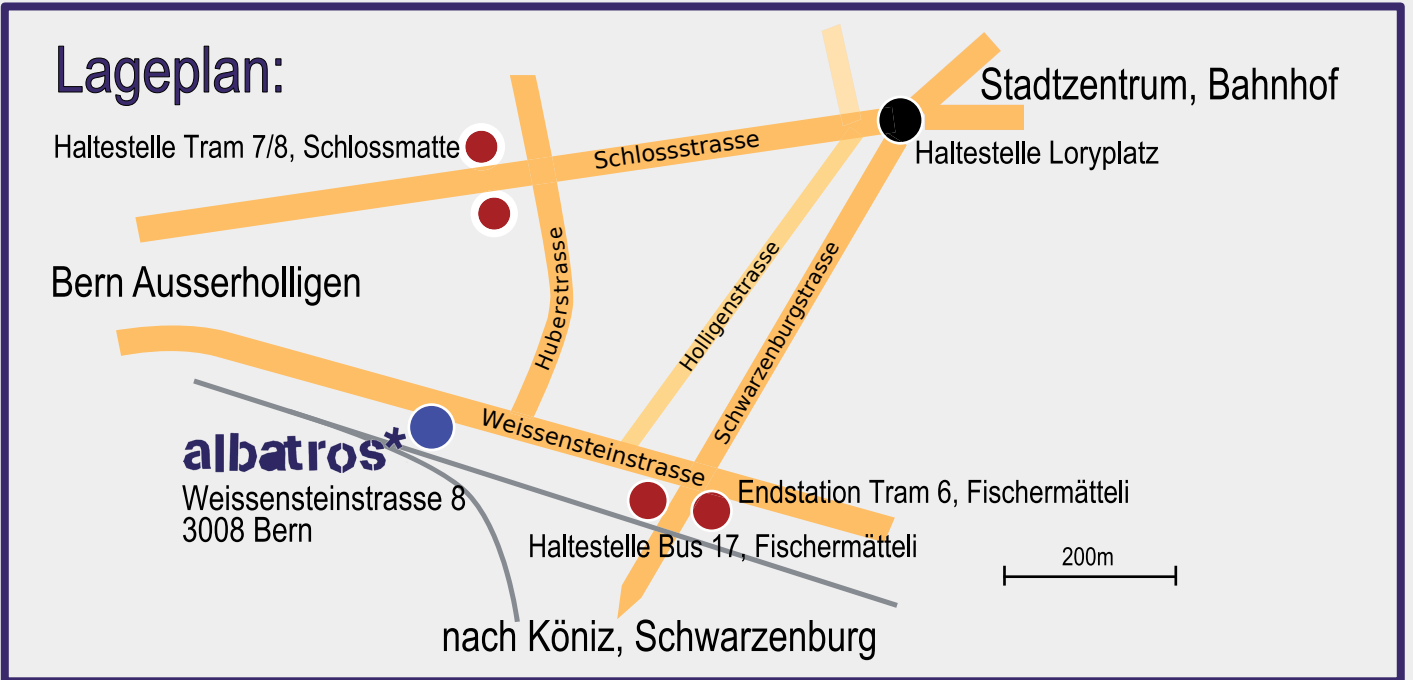 Lageplan:
Stadtzentrum, Bahnhof
Haltestelle Tram 7/8, Schlossmatte
Schlossstrasse
Haltestelle Loryplatz
Bern Ausserholligen
Huberstrasse
Holligenstrasse
Schwarzenburgstrasse
Weissensteinstrasse
albatros*
Weissensteinstrasse 8
3008 Bern
Endstation Tram 6, Fischermätteli
Haltestelle Bus 17, Fischermätteli
200m
nach Köniz, Schwarzenburg